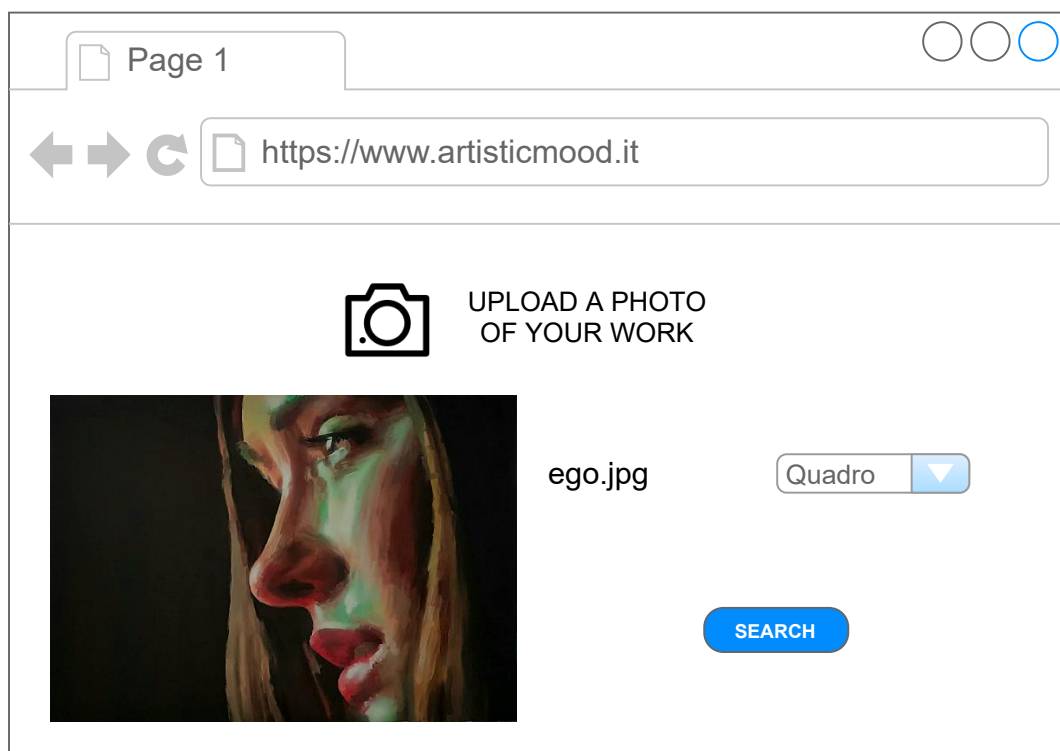 Page 1
https://www.artisticmood.it
UPLOAD A PHOTO
OF YOUR WORK
ego.jpg
Quadro
SEARCH